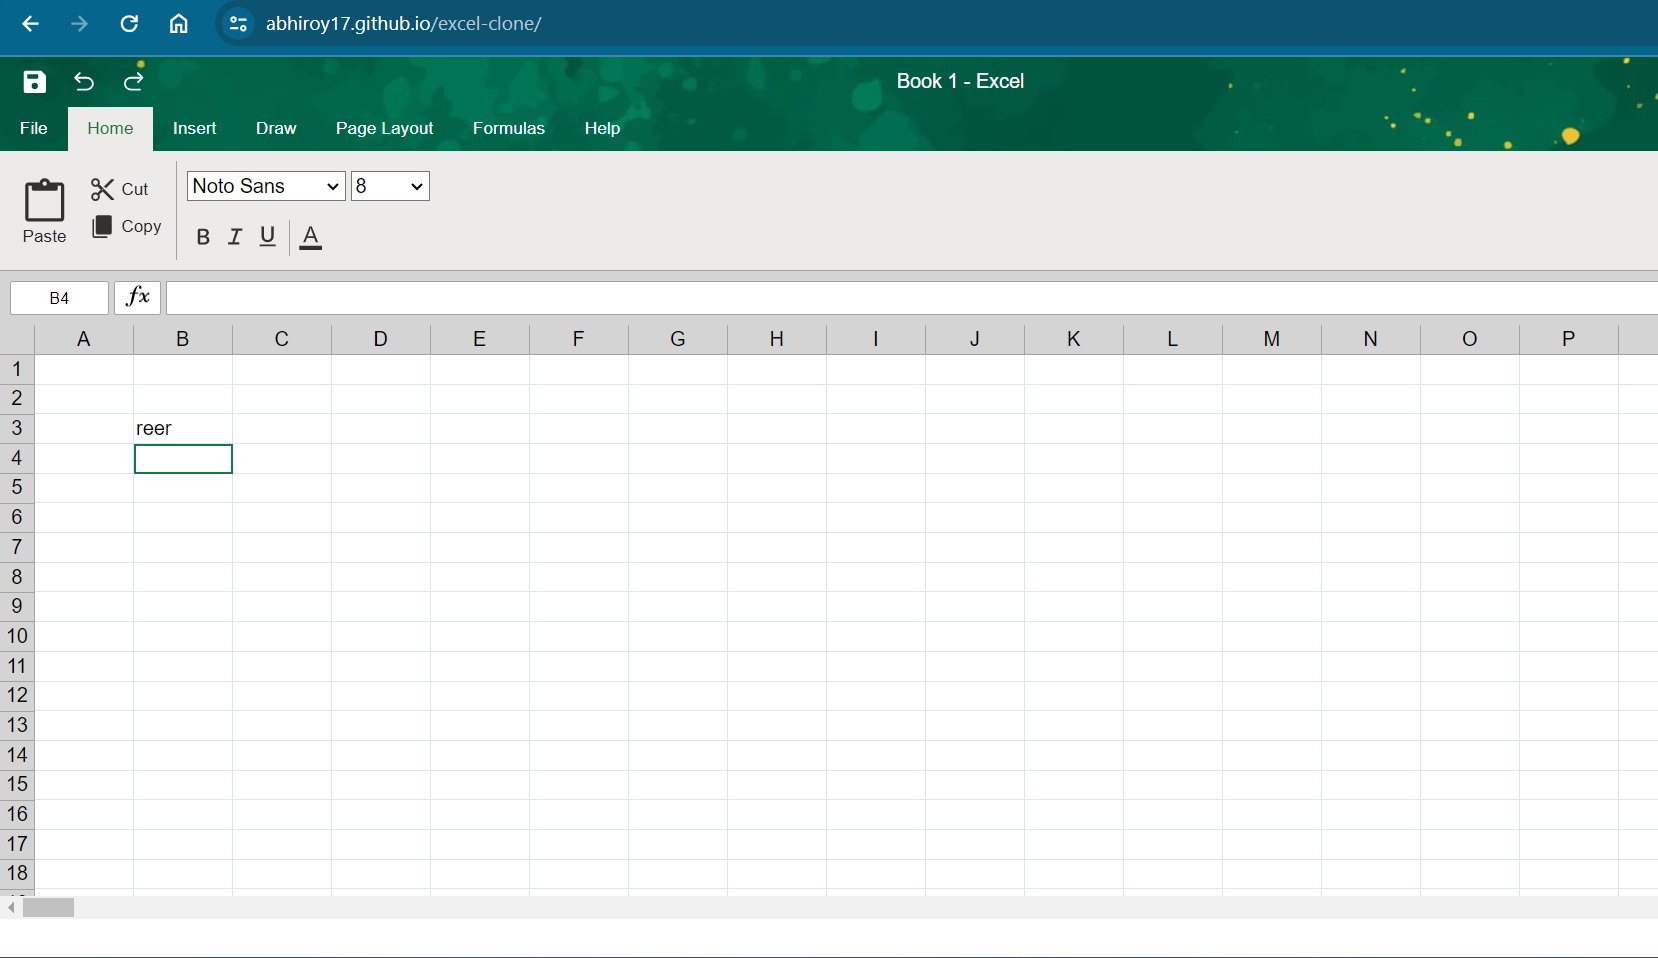 abhiroy17.github.io/excel-clone/
Book 1 - Excel
File Home Insert Draw Page Layout Formulas Help
Paste Cut Copy
Noto Sans 8
B I U A
B4 fx
A B C D E F G H I J K L M N O P
1
2
3 reer
4
5
6
7
8
9
10
11
12
13
14
15
16
17
18